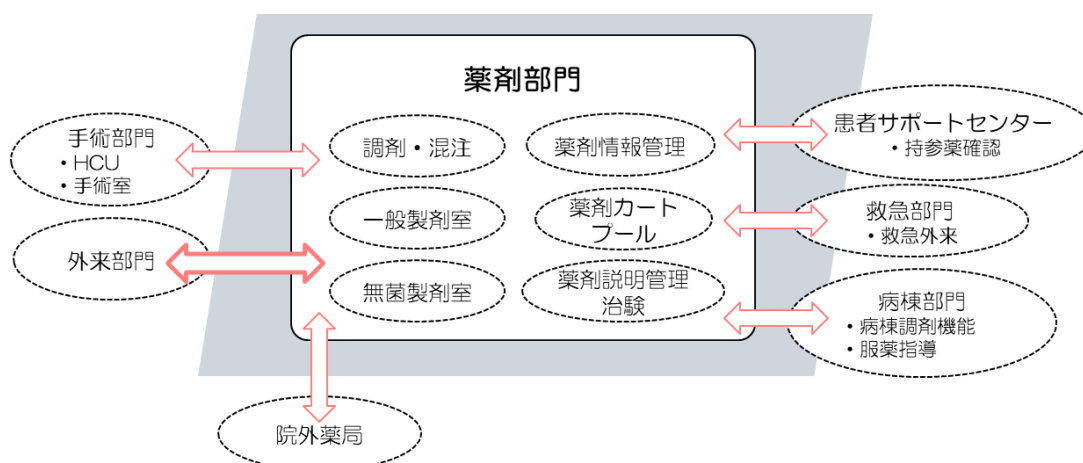 薬剤部門
手術部門
・HCU
・手術室
外来部門
調剤・混注
一般製剤室
無菌製剤室
薬剤情報管理
薬剤カート
プール
薬剤説明管理
治験
患者サポートセンター
・持参薬確認
救急部門
・救急外来
病棟部門
・病棟調剤機能
・服薬指導
院外薬局